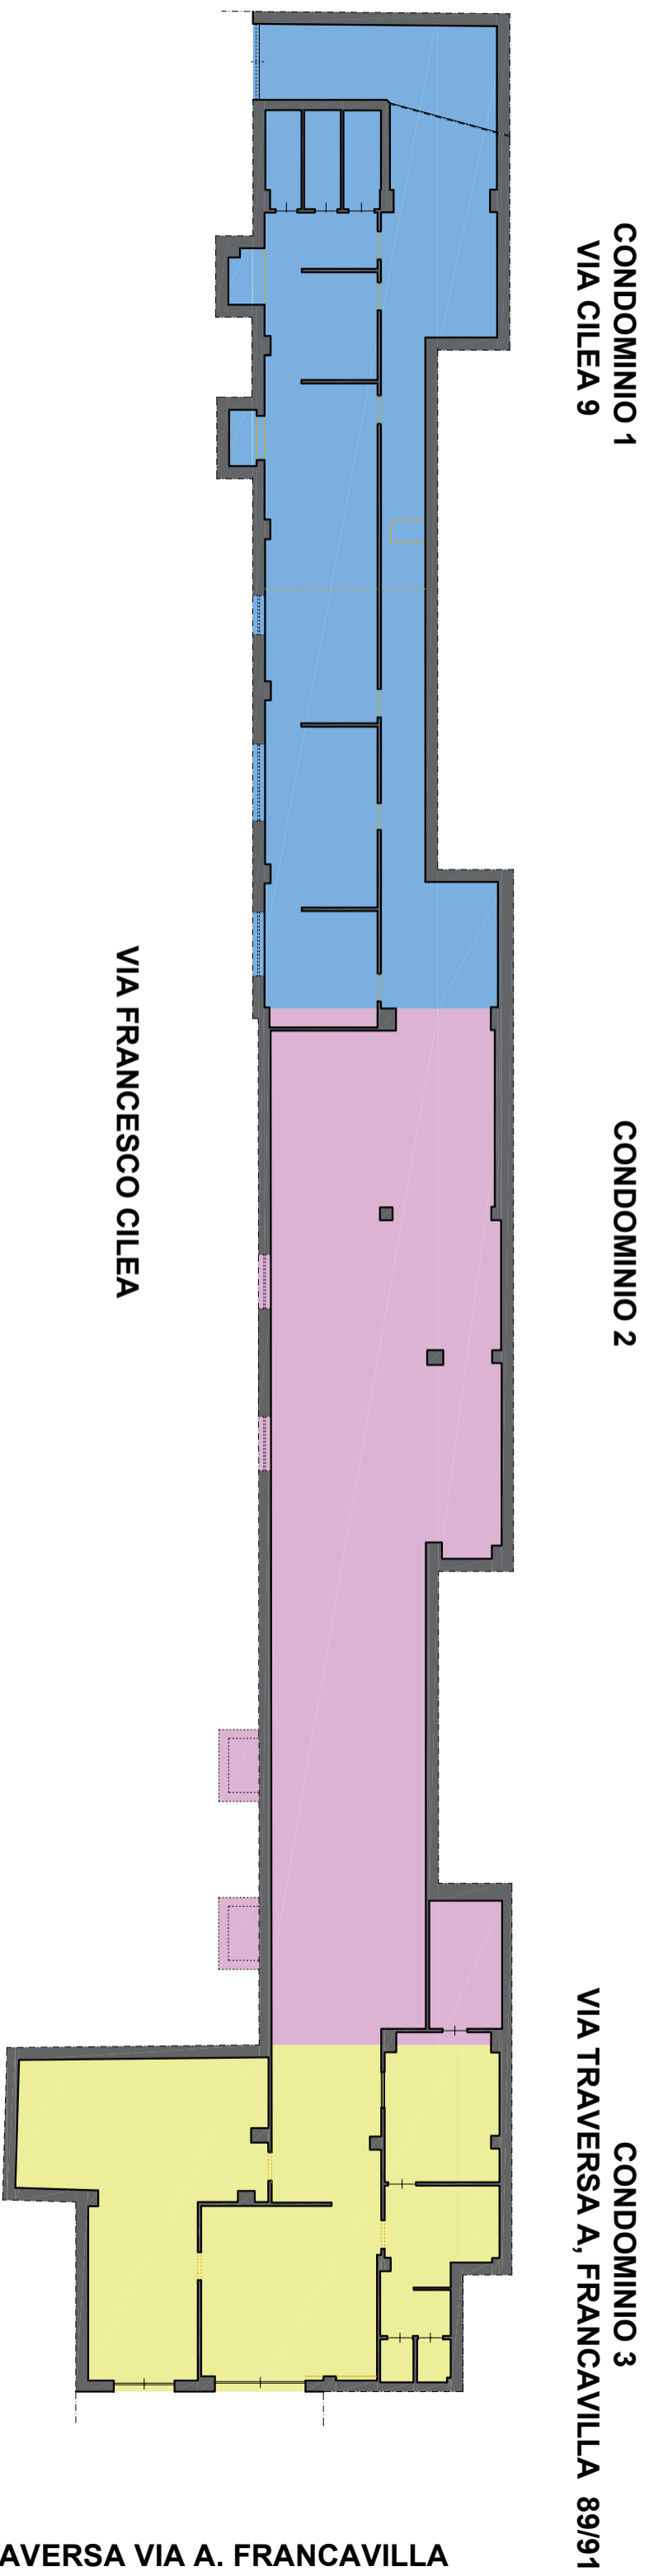 CONDOMINIO 1
VIA CILEA 9
CONDOMINIO 2
VIA FRANCESCO CILEA
CONDOMINIO 3
VIA TRAVERSA A, FRANCAVILLA 89/91
AVERSA VIA A. FRANCAVILLA